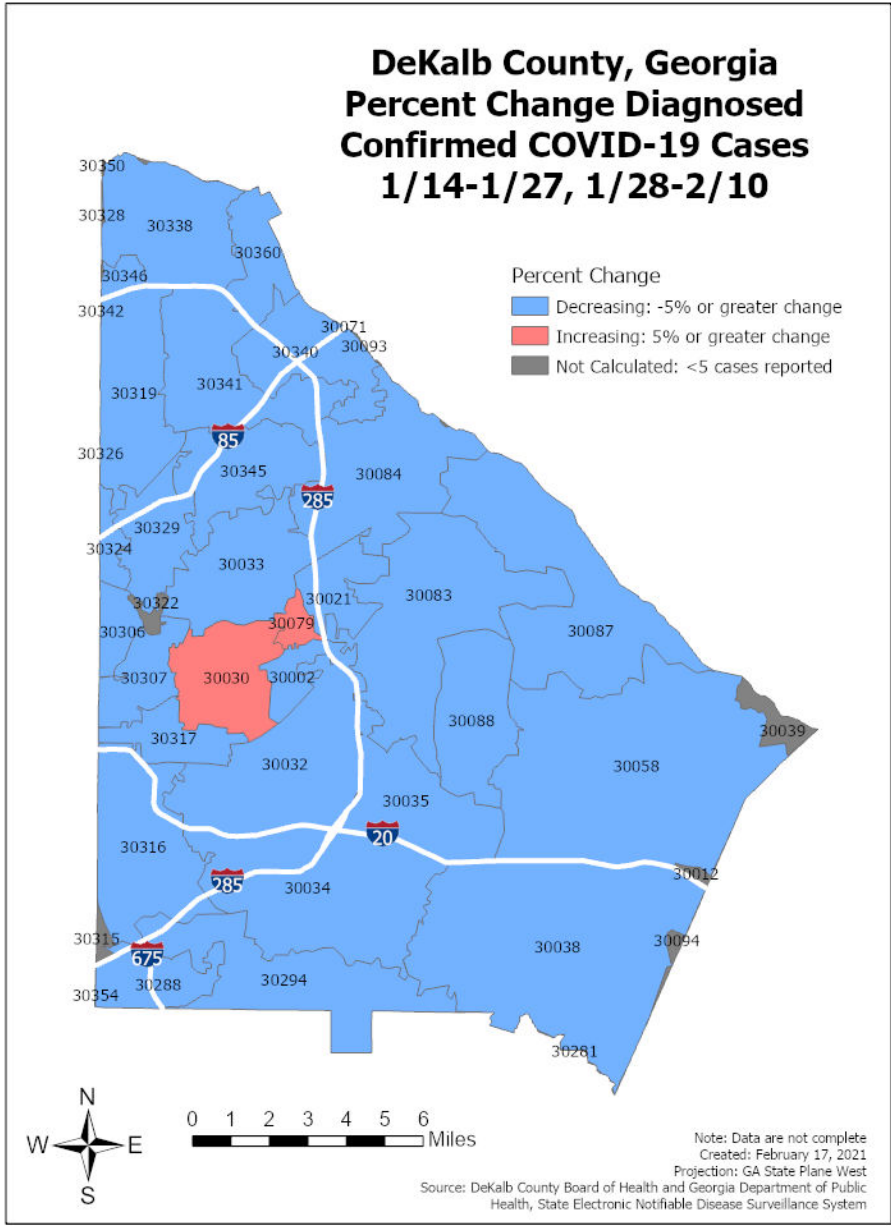 DeKalb County, Georgia
Percent Change Diagnosed
Confirmed COVID-19 Cases
1/14-1/27, 1/28-2/10
30350
30328
30338
30360
30346
30342
Percent Change
Decreasing: -5% or greater change
Increasing: 5% or greater change
Not Calculated: <5 cases reported
30071
30093
30340
30341
30319
85
30326
30345
30084
285
30329
30324
30033
30322
30021
30083
30079
30306
30087
30307
30030
30002
30088
30039
30317
30032
30058
30035
20
30316
285
30034
30012
30315
30094
675
30038
30354
30288
30294
30281
N
W
E
S
0 1 2 3 4 5 6
Miles
Note: Data are not complete
Created: February 17, 2021
Projection: GA State Plane West
Source: DeKalb County Board of Health and Georgia Department of Public
Health, State Electronic Notifiable Disease Surveillance System